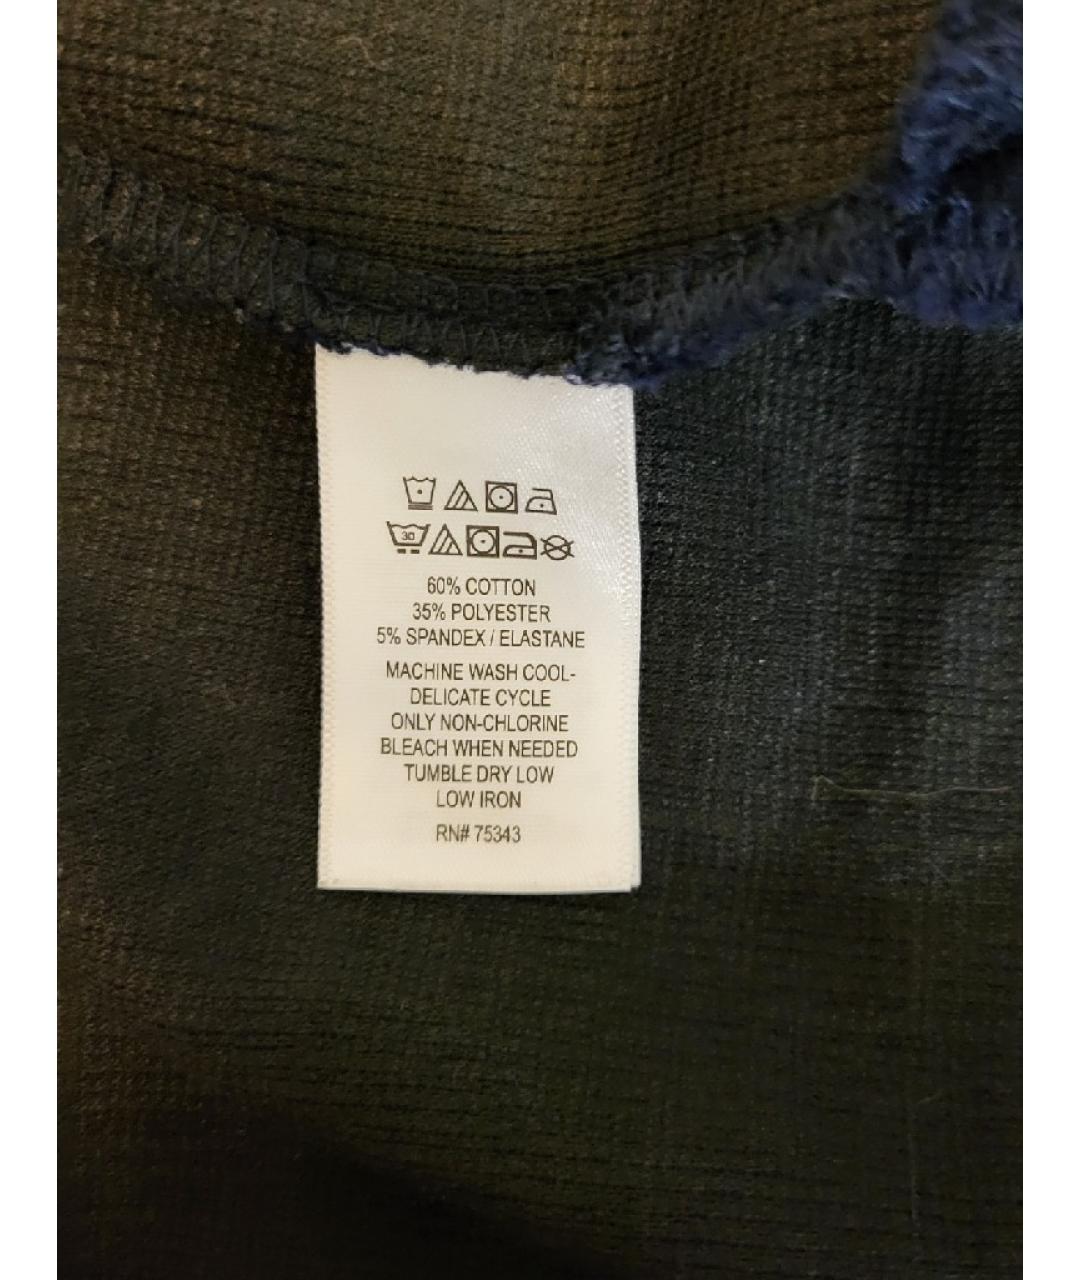 30
60% COTTON
35% POLYESTER
5% SPANDEX / ELASTANE
MACHINE WASH COOL-
DELICATE CYCLE
ONLY NON-CHLORINE
BLEACH WHEN NEEDED
TUMBLE DRY LOW
LOW IRON
RN# 75343